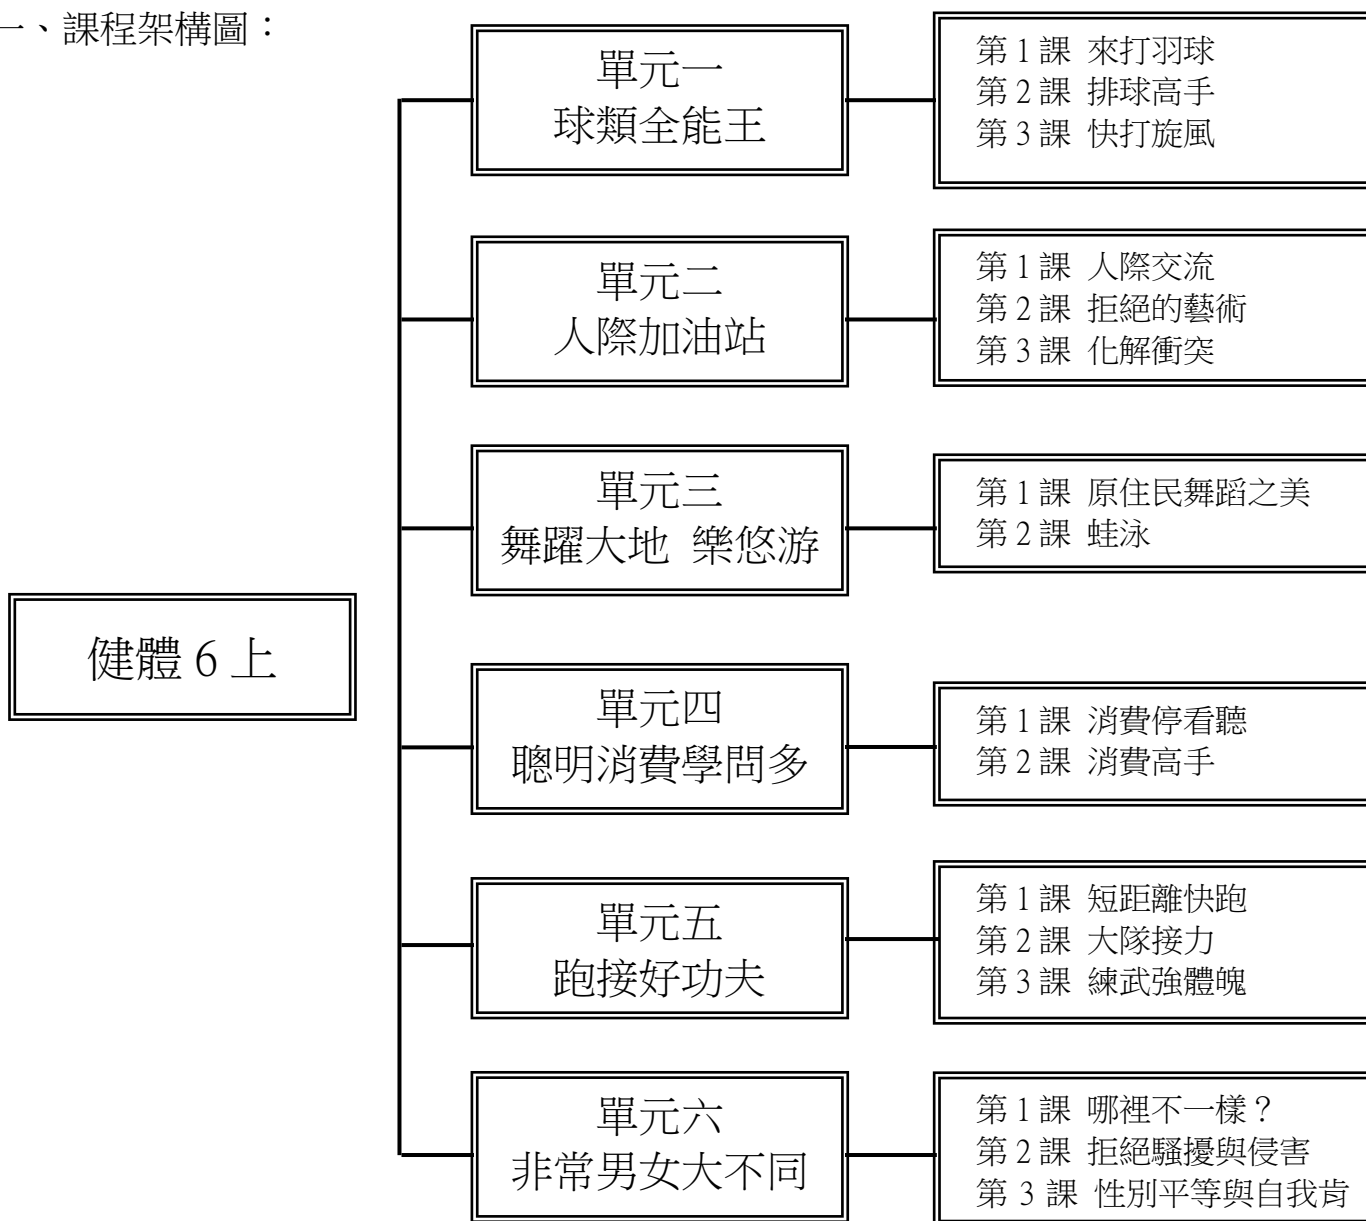 一、課程架構圖：
健體 6 上
單元一
球類全能王
第 1 課 來打羽球
第 2 課 排球高手
第 3 課 快打旋風
單元二
人際加油站
第 1 課 人際交流
第 2 課 拒絕的藝術
第 3 課 化解衝突
單元三
舞躍大地 樂悠游
第 1 課 原住民舞蹈之美
第 2 課 蛙泳
單元四
聰明消費學問多
第 1 課 消費停看聽
第 2 課 消費高手
單元五
跑接好功夫
第 1 課 短距離快跑
第 2 課 大隊接力
第 3 課 練武強體魄
單元六
非常男女大不同
第 1 課 哪裡不一樣？
第 2 課 拒絕騷擾與侵害
第 3 課 性別平等與自我肯